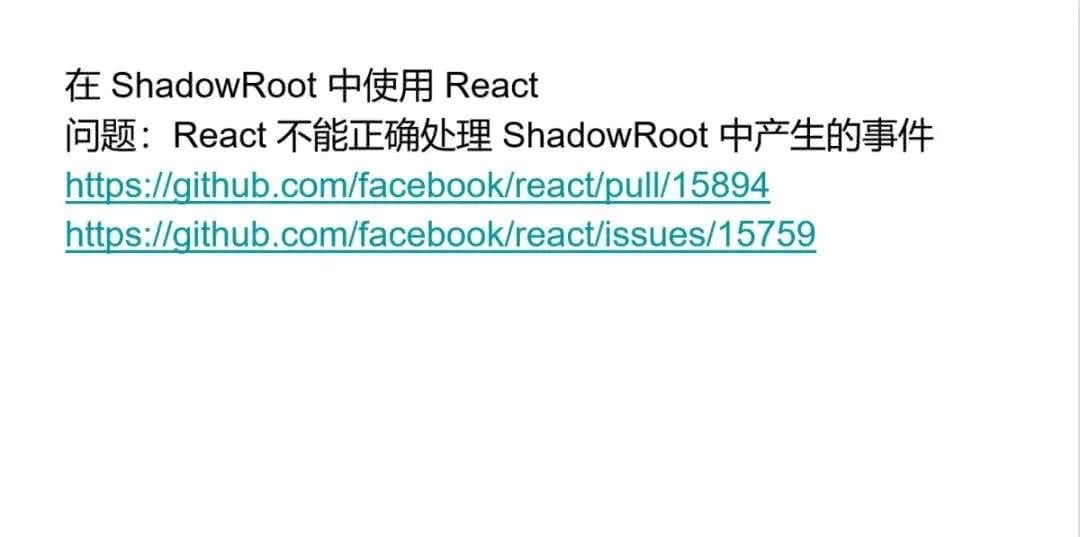 在 ShadowRoot 中使用 React
问题：React 不能正确处理 ShadowRoot 中产生的事件
https://github.com/facebook/react/pull/15894
https://github.com/facebook/react/issues/15759